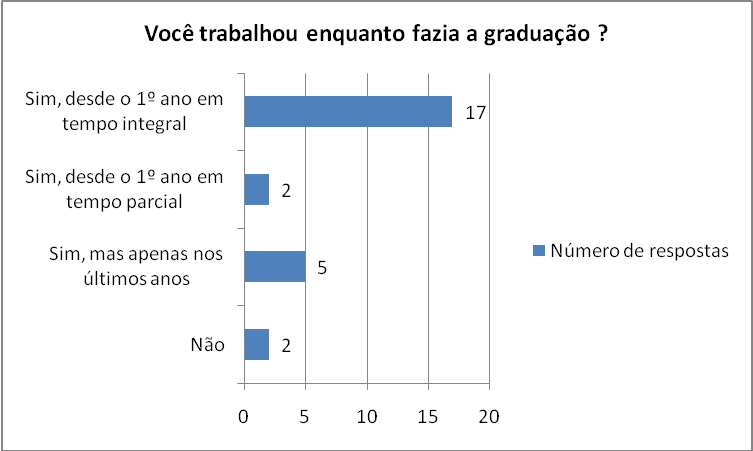 Você trabalhou enquanto fazia a graduação ?
Sim, desde o 1º ano em
tempo integral
17
Sim, desde o 1º ano em
tempo parcial
2
Sim, mas apenas nos
últimos anos
5
Não
2
Número de respostas
0 5 10 15 20